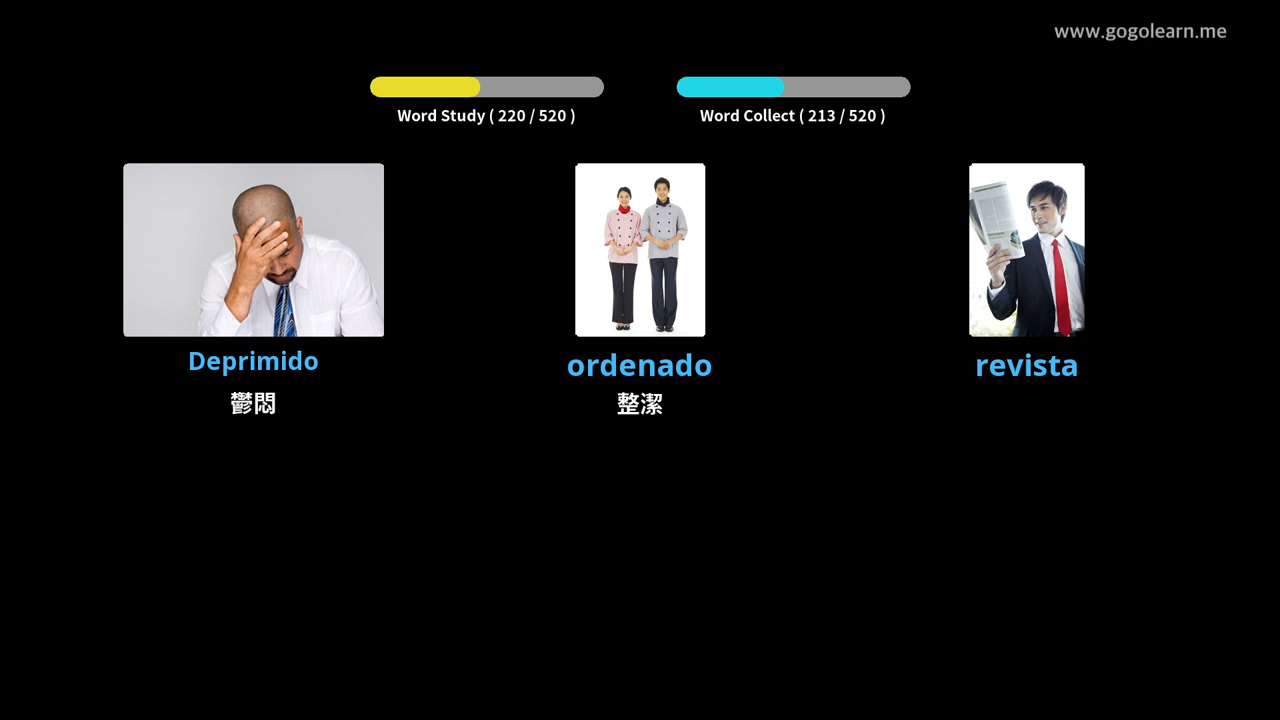 www.gogolearn.me
Word Study ( 220 / 520 )
Word Collect ( 213 / 520 )
Deprimido
鬱悶
ordenado
整潔
revista